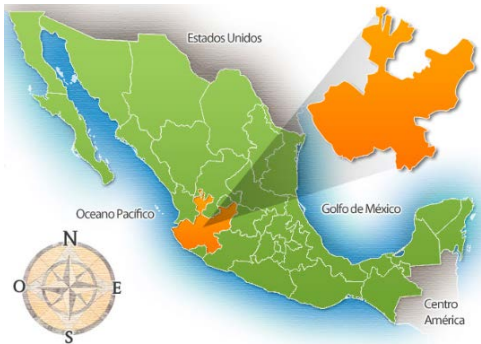 Estados Unidos
Oceano Pacífico
Golfo de México
N
O
E
S
Centro
América